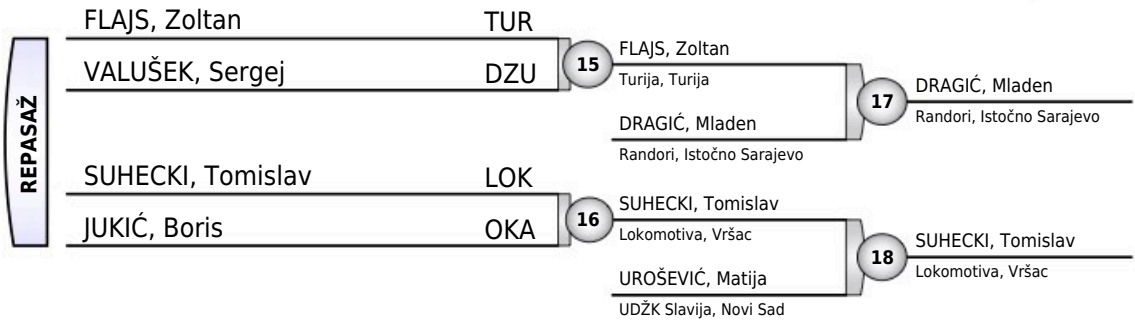 REPASAŽ
FLAJS, Zoltan TUR
VALUŠEK, Sergej DZU
15
FLAJS, Zoltan
Turija, Turija
DRAGIĆ, Mladen
Randori, Istočno Sarajevo
17
DRAGIĆ, Mladen
Randori, Istočno Sarajevo
SUHECKI, Tomislav LOK
JUKIĆ, Boris OKA
16
SUHECKI, Tomislav
Lokomotiva, Vršac
UROŠEVIĆ, Matija
UDŽK Slavija, Novi Sad
18
SUHECKI, Tomislav
Lokomotiva, Vršac